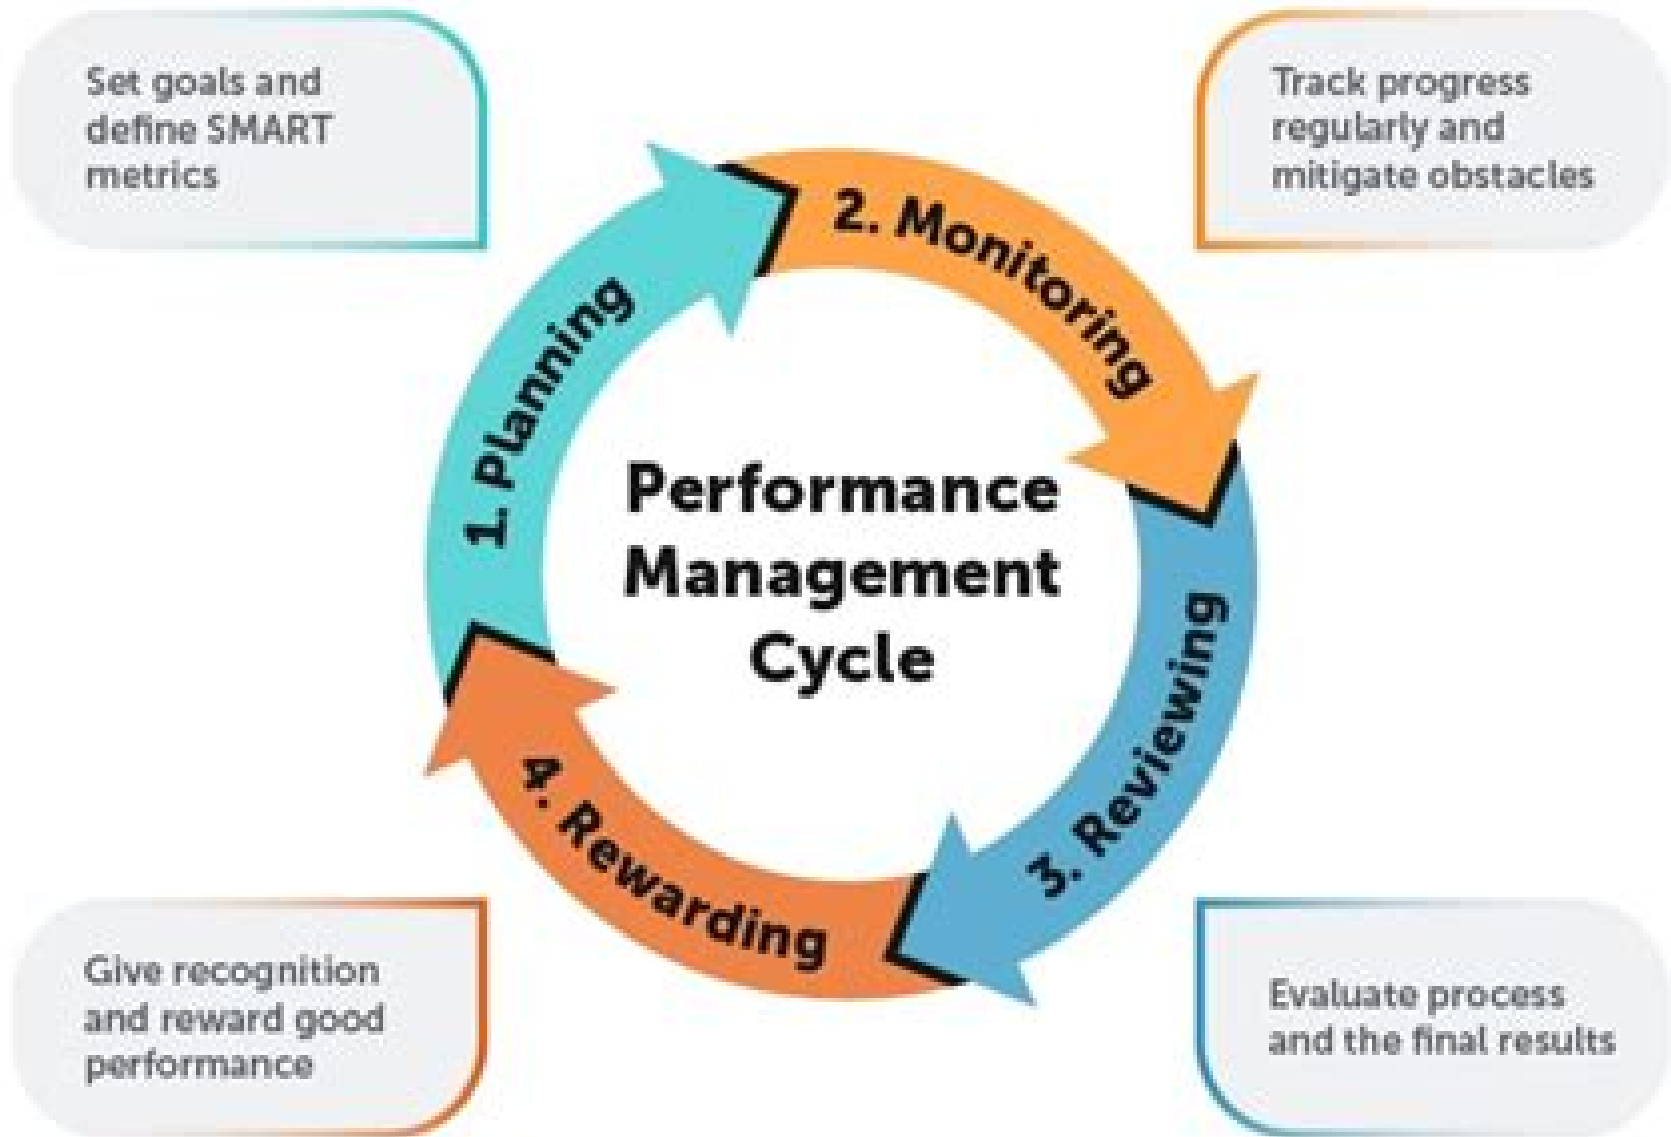 Set goals and
define SMART
metrics
Track progress
regularly and
mitigate obstacles
1. Planning
2. Monitoring
Performance
Management
Cycle
3. Reviewing
4. Rewarding
Give recognition
and reward good
performance
Evaluate process
and the final results